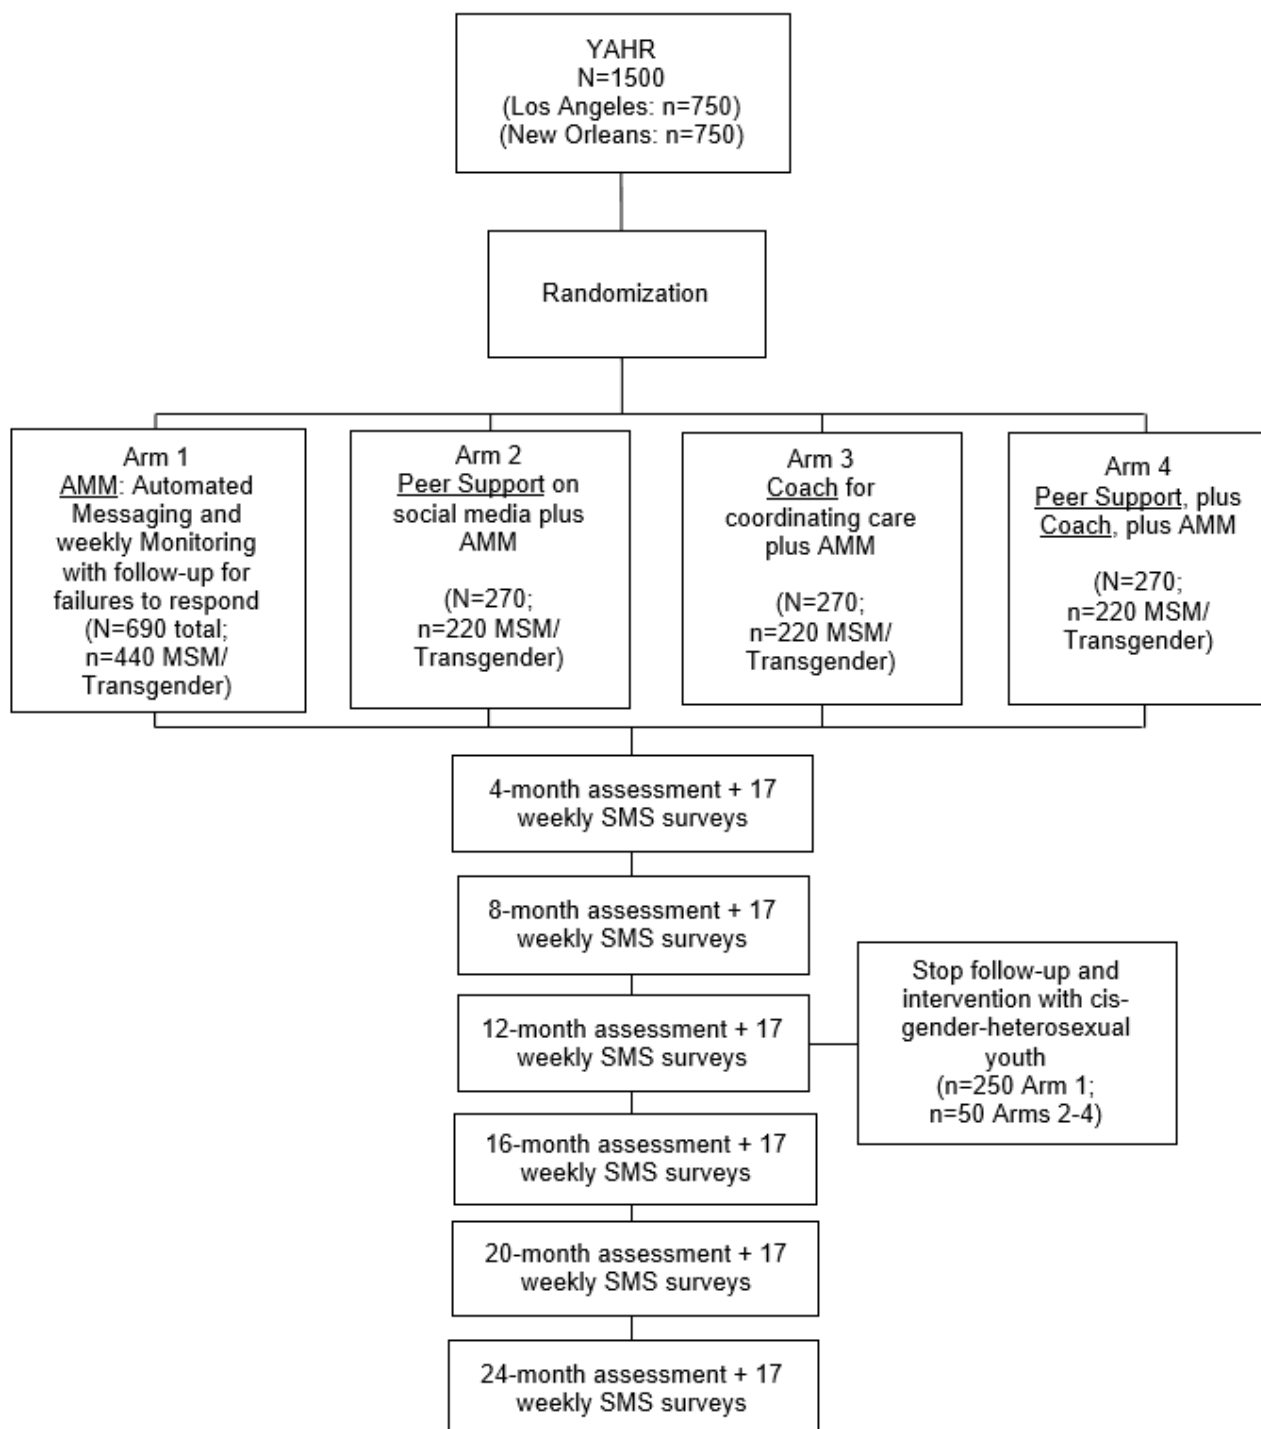 YAHR
N=1500
(Los Angeles: n=750)
(New Orleans: n=750)
Randomization
Arm 1
AMM: Automated
Messaging and
weekly Monitoring
with follow-up for
failures to respond
(N=690 total;
n=440 MSM/
Transgender)
Arm 2
Peer Support on
social media plus
AMM
(N=270;
n=220 MSM/
Transgender)
Arm 3
Coach for
coordinating care
plus AMM
(N=270;
n=220 MSM/
Transgender)
Arm 4
Peer Support, plus
Coach, plus AMM
(N=270;
n=220 MSM/
Transgender)
4-month assessment + 17
weekly SMS surveys
8-month assessment + 17
weekly SMS surveys
12-month assessment + 17
weekly SMS surveys
Stop follow-up and
intervention with cis-
gender-heterosexual
youth
(n=250 Arm 1;
n=50 Arms 2-4)
16-month assessment + 17
weekly SMS surveys
20-month assessment + 17
weekly SMS surveys
24-month assessment + 17
weekly SMS surveys